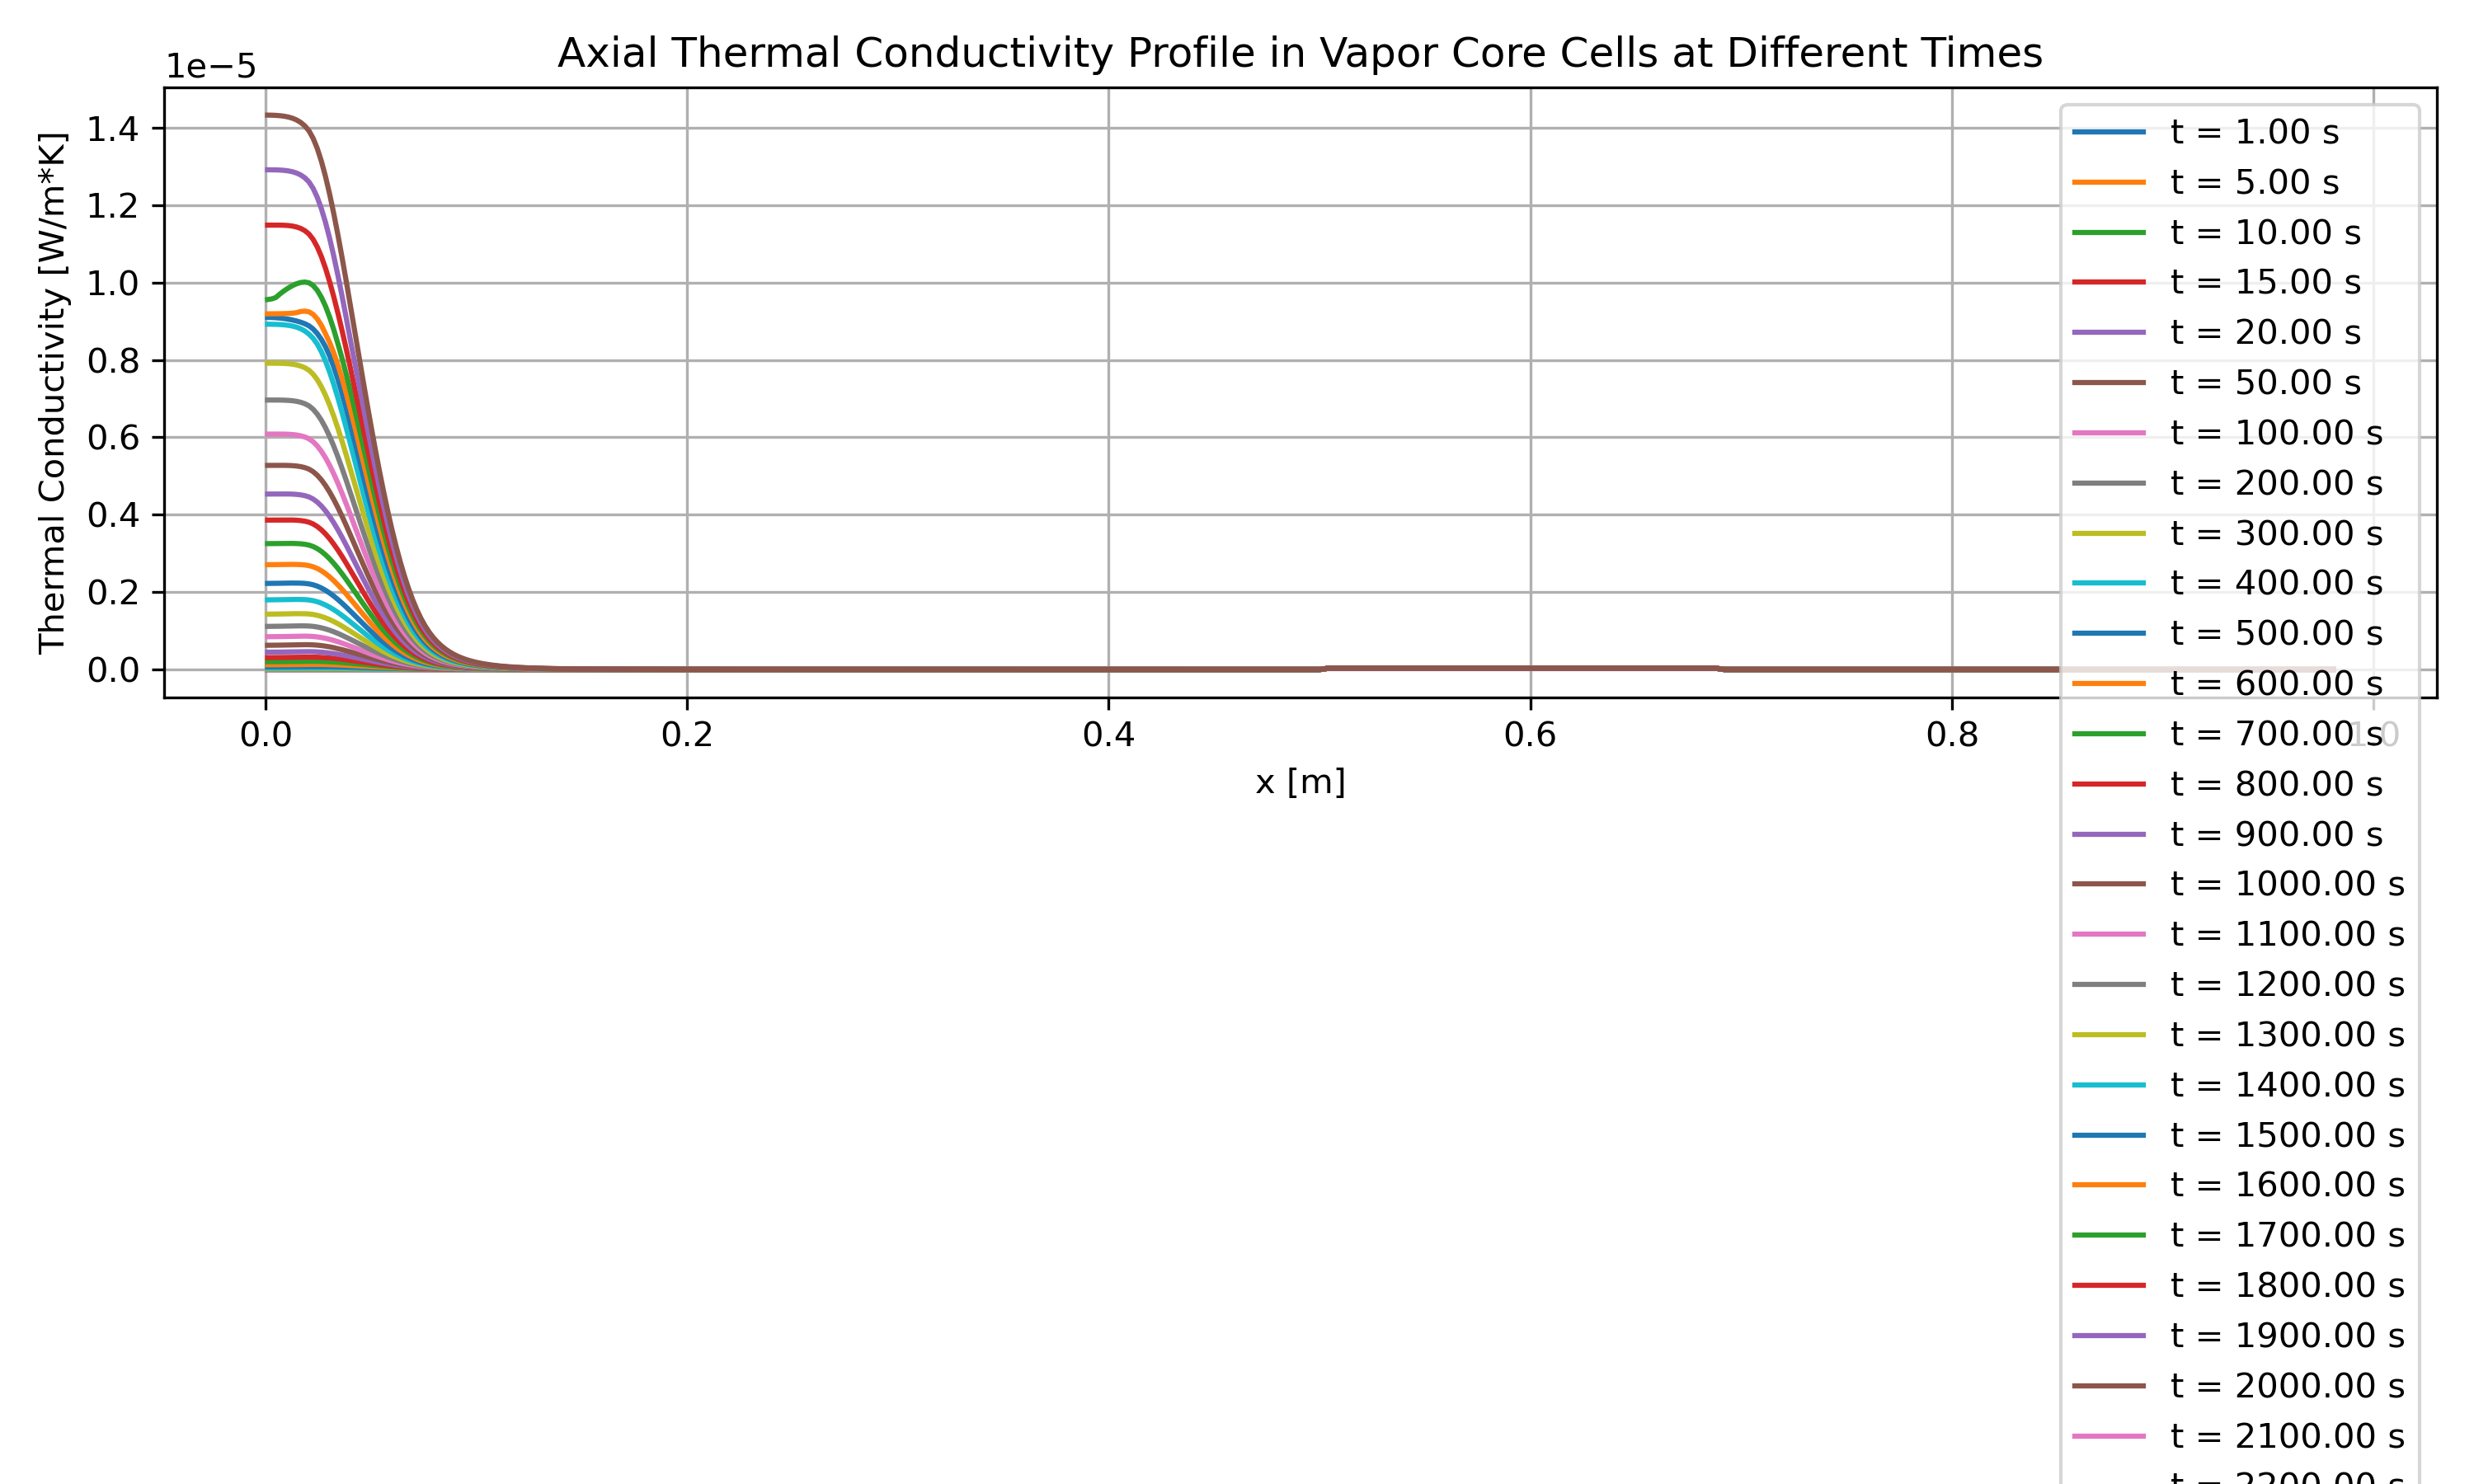 Axial Thermal Conductivity Profile in Vapor Core Cells at Different Times
1e−5
Thermal Conductivity [W/m*K]
1.4
1.2
1.0
0.8
0.6
0.4
0.2
0.0
0.0 0.2 0.4 0.6 0.8 1.0
x [m]
t = 1.00 s
t = 5.00 s
t = 10.00 s
t = 15.00 s
t = 20.00 s
t = 50.00 s
t = 100.00 s
t = 200.00 s
t = 300.00 s
t = 400.00 s
t = 500.00 s
t = 600.00 s
t = 700.00 s
t = 800.00 s
t = 900.00 s
t = 1000.00 s
t = 1100.00 s
t = 1200.00 s
t = 1300.00 s
t = 1400.00 s
t = 1500.00 s
t = 1600.00 s
t = 1700.00 s
t = 1800.00 s
t = 1900.00 s
t = 2000.00 s
t = 2100.00 s
t = 2200.00 s